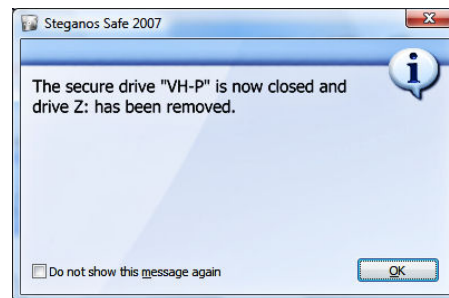 Steganos Safe 2007
The secure drive "VH-P" is now closed and
drive Z: has been removed.
Do not show this message again
OK